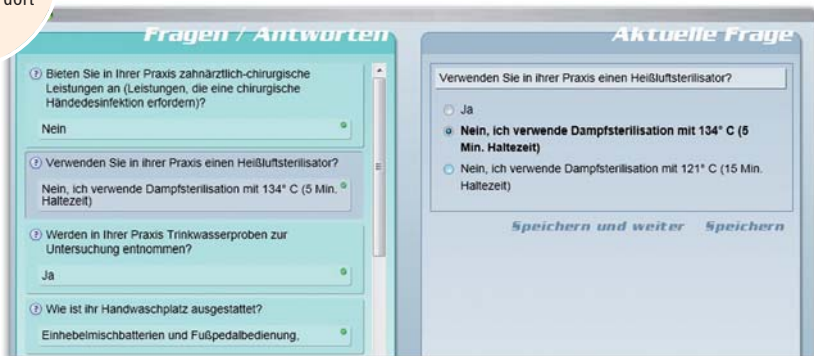 dort
Fragen / Antworten
Bieten Sie in Ihrer Praxis zahnärztlich-chirurgische
Leistungen an (Leistungen, die eine chirurgische
Händedesinfektion erfordern)?
Nein
Verwenden Sie in ihrer Praxis einen Heißluftsterilisator?
Nein, ich verwende Dampfsterilisation mit 134° C (5 Min.
Haltezeit)
Werden in Ihrer Praxis Trinkwasserproben zur
Untersuchung entnommen?
Ja
Wie ist ihr Handwaschplatz ausgestattet?
Einhebelmischbatterien und Fußpedalbedienung,
Aktuelle Frage
Verwenden Sie in ihrer Praxis einen Heißluftsterilisator?
Ja
Nein, ich verwende Dampfsterilisation mit 134° C (5
Min. Haltezeit)
Nein, ich verwende Dampfsterilisation mit 121° C (15 Min.
Haltezeit)
Speichern und weiter Speichern